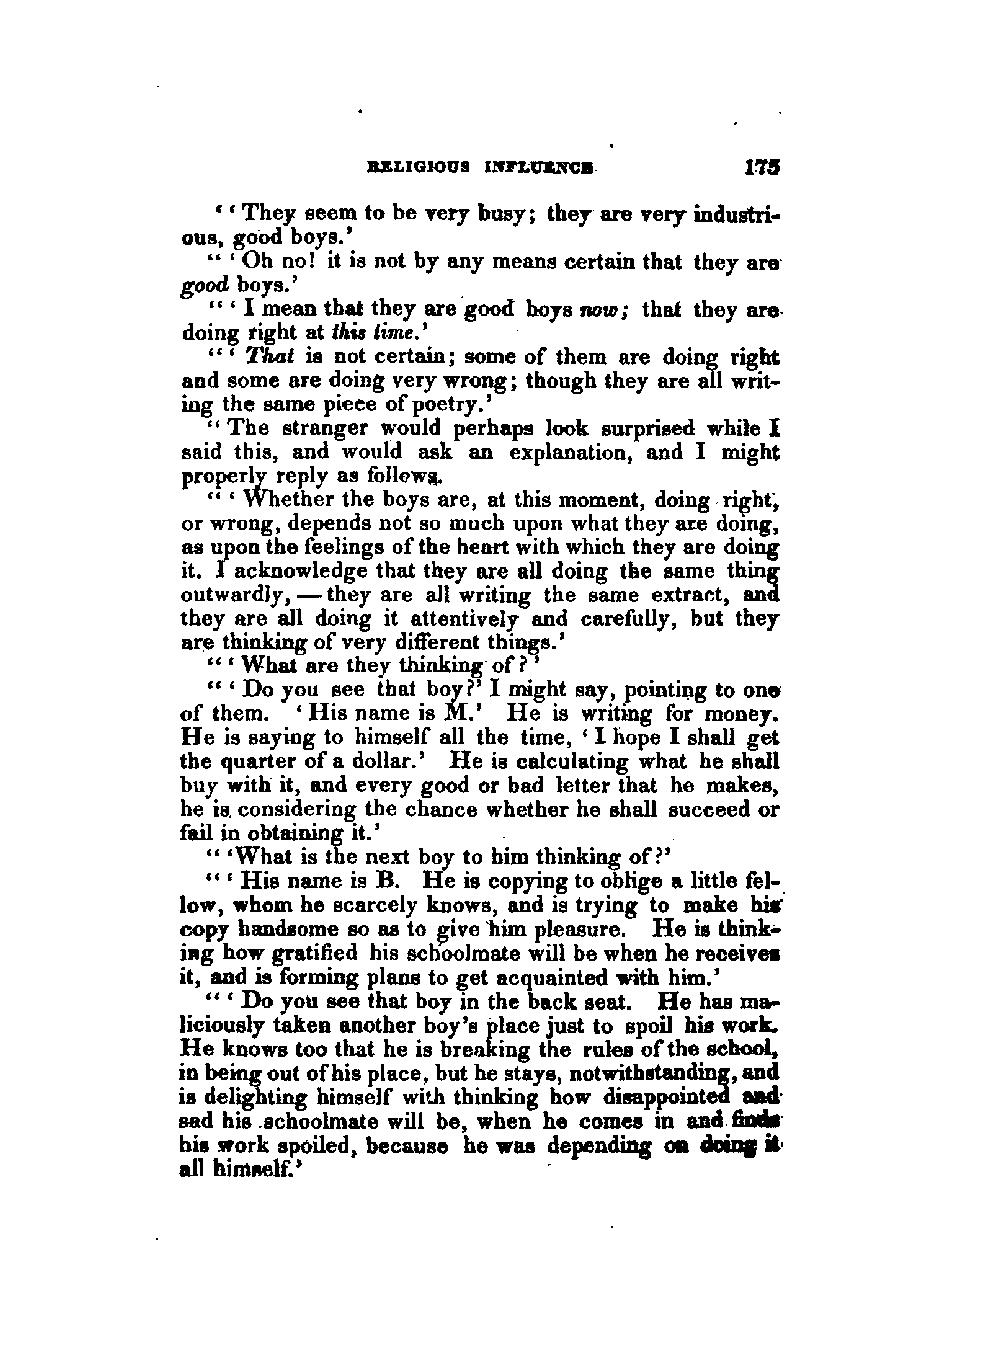 RELIGIOUS INFLUENCE. 175
‘ ‘ They seem to be very busy; they are very industri-
ous, good boys.’
“ ‘ Oh no! it is not by any means certain that they are
good boys.’
“ ‘ I mean that they are good boys now; that they are
doing right at this time.’
“ ‘ That is not certain; some of them are doing right
and some are doing very wrong; though they are all writ-
ing the same piece of poetry.’
“ The stranger would perhaps look surprised while I
said this, and would ask an explanation, and I might
properly reply as follows.
“ ‘ Whether the boys are, at this moment, doing right,
or wrong, depends not so much upon what they are doing,
as upon the feelings of the heart with which they are doing
it. I acknowledge that they are all doing the same thing
outwardly, — they are all writing the same extract, and
they are all doing it attentively and carefully, but they
are thinking of very different things.’
“ ‘ What are they thinking of ? ’
“ ‘ Do you see that boy?’ I might say, pointing to one
of them. ‘ His name is M.’ He is writing for money.
He is saying to himself all the time, ‘ I hope I shall get
the quarter of a dollar.’ He is calculating what he shall
buy with it, and every good or bad letter that he makes,
he is considering the chance whether he shall succeed or
fail in obtaining it.’
“ ‘What is the next boy to him thinking of?’
“ ‘ His name is B. He is copying to oblige a little fel-
low, whom he scarcely knows, and is trying to make his
copy handsome so as to give him pleasure. He is think-
ing how gratified his schoolmate will be when he receives
it, and is forming plans to get acquainted with him.’
“ ‘ Do you see that boy in the back seat. He has ma-
liciously taken another boy’s place just to spoil his work.
He knows too that he is breaking the rules of the school,
in being out of his place, but he stays, notwithstanding, and
is delighting himself with thinking how disappointed and
sad his schoolmate will be, when he comes in and finds
his work spoiled, because he was depending on doing it
all himself.’